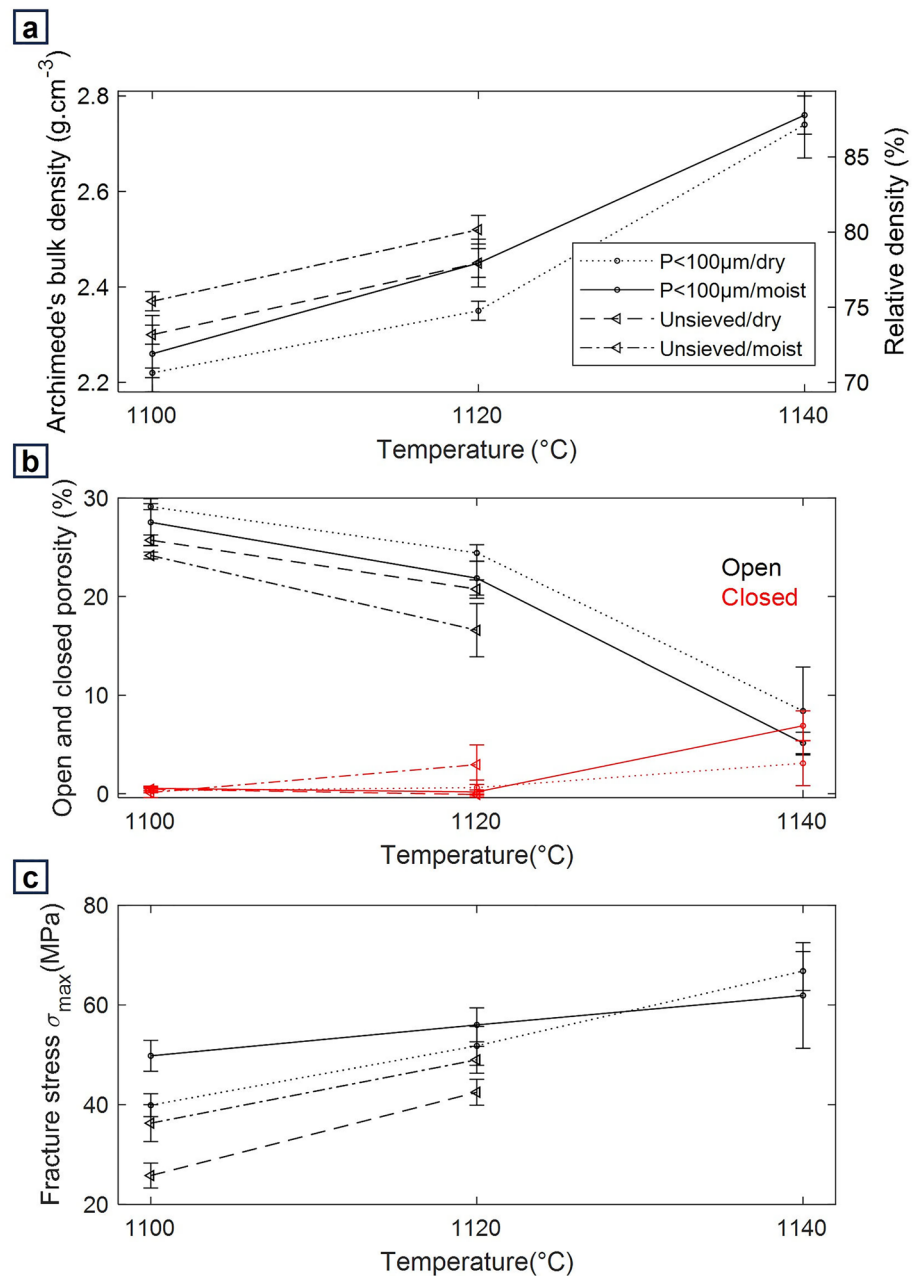 a
Archimede's bulk density (g.cm-3)
2.8
2.6
2.4
2.2
85
80
75
70
Relative density (%)
P<100µm/dry
P<100µm/moist
Unsieved/dry
Unsieved/moist
1100 1120 1140
Temperature (°C)
b
Open and closed porosity (%)
30
20
10
0
Open
Closed
1100 1120 1140
Temperature(°C)
c
Fracture stress σmax(MPa)
80
60
40
20
1100 1120 1140
Temperature(°C)